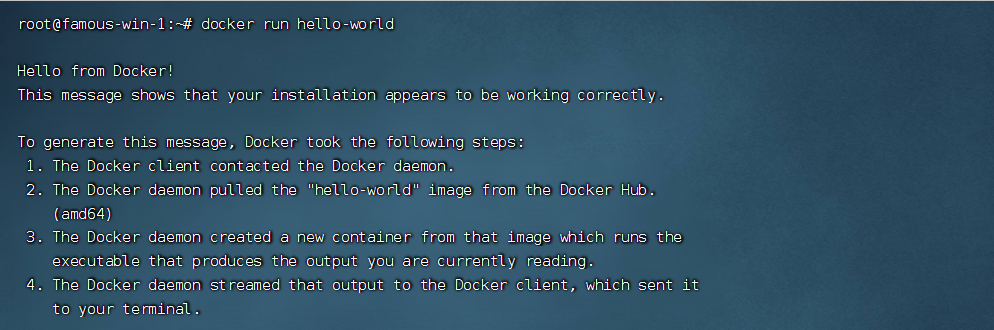 root@famous-win-1:~# docker run hello-world
Hello from Docker!
This message shows that your installation appears to be working correctly.
To generate this message, Docker took the following steps:
1. The Docker client contacted the Docker daemon.
2. The Docker daemon pulled the "hello-world" image from the Docker Hub.
(amd64)
3. The Docker daemon created a new container from that image which runs the
executable that produces the output you are currently reading.
4. The Docker daemon streamed that output to the Docker client, which sent it
to your terminal.